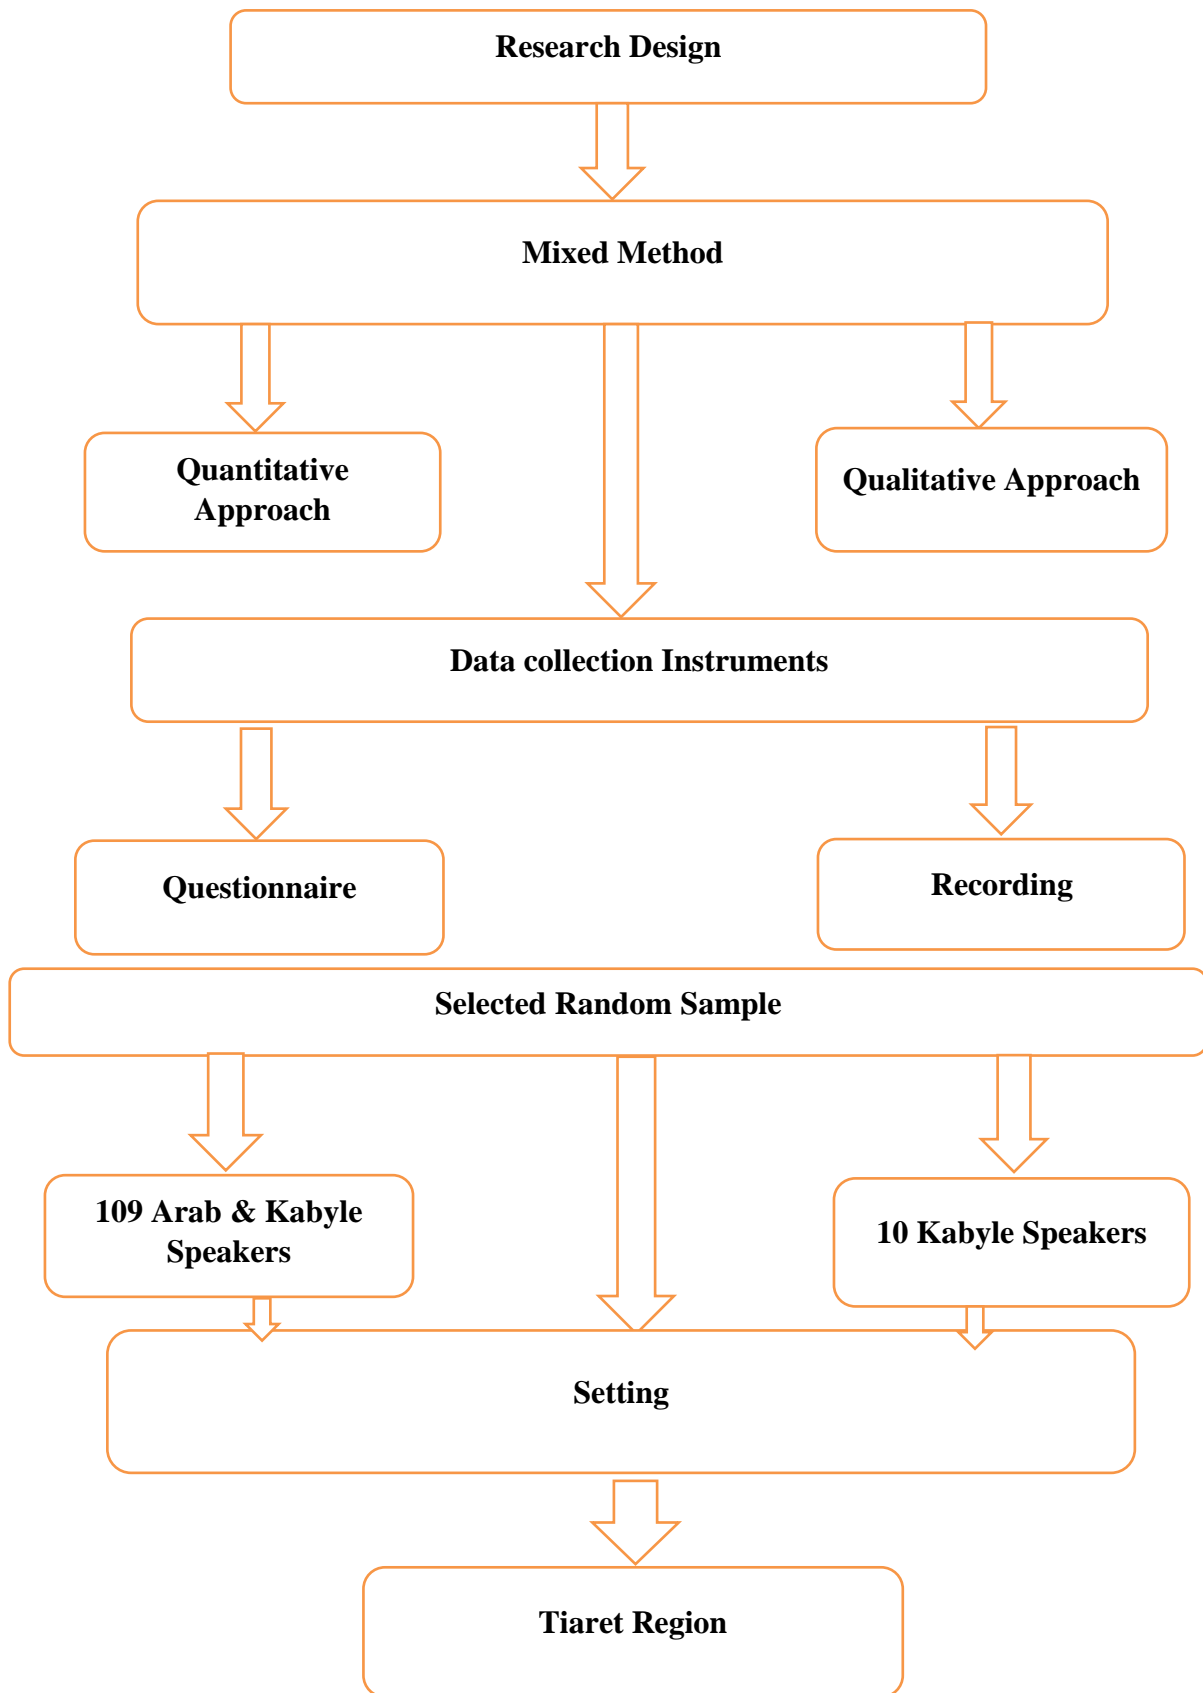 Research Design
Mixed Method
Quantitative
Approach
Qualitative Approach
Data collection Instruments
Questionnaire
Recording
Selected Random Sample
109 Arab & Kabyle
Speakers
10 Kabyle Speakers
Setting
Tiaret Region